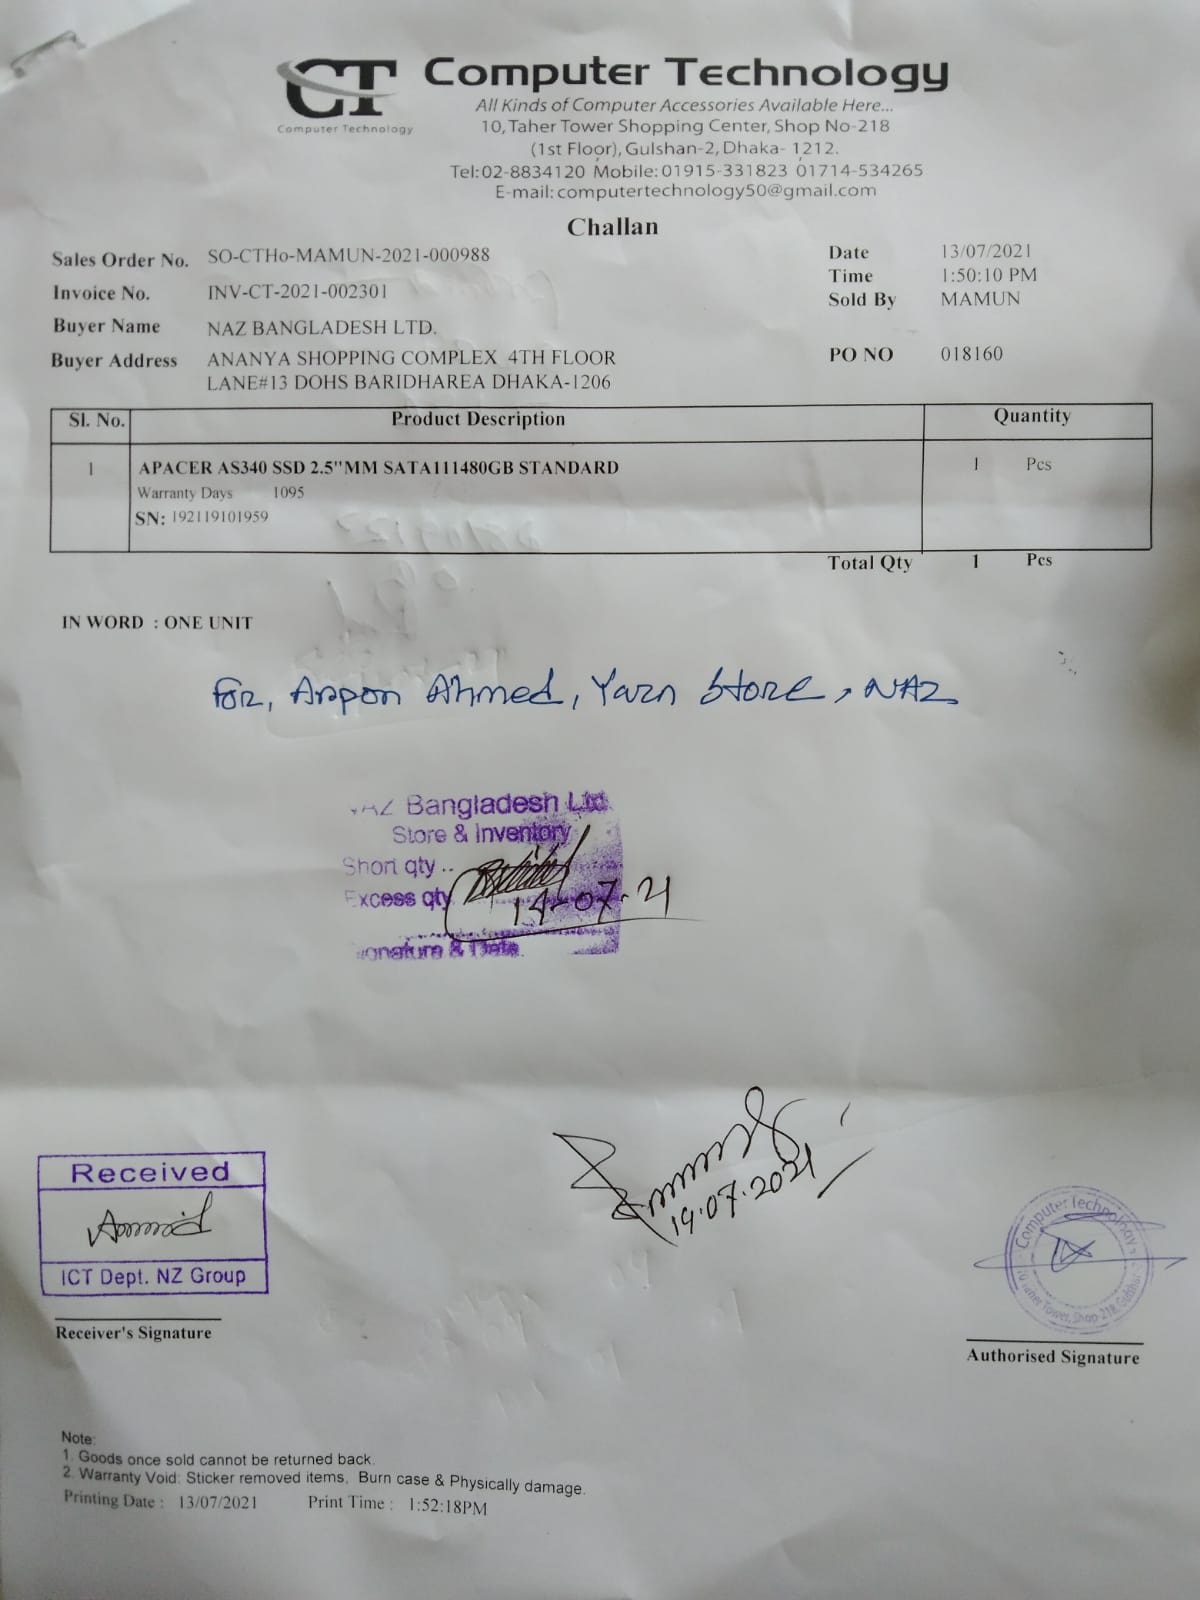 CT Computer Technology
Computer Technology
All Kinds of Computer Accessories Available Here...
10, Taher Tower Shopping Center, Shop No-218
(1st Floor), Gulshan-2, Dhaka- 1212.
Tel:02-8834120 Mobile: 01915-331823 01714-534265
E-mail: computertechnology50@gmail.com
Challan
Sales Order No. SO-CTHo-MAMUN-2021-000988
Date 13/07/2021
Time 1:50:10 PM
Invoice No. INV-CT-2021-002301
Sold By MAMUN
Buyer Name NAZ BANGLADESH LTD.
Buyer Address ANANYA SHOPPING COMPLEX 4TH FLOOR
PO NO 018160
LANE#13 DOHS BARIDHAREA DHAKA-1206
Sl. No. Product Description Quantity
1 APACER AS340 SSD 2.5"MM SATA111480GB STANDARD 1 Pcs
Warranty Days 1095
SN: 192119101959
Total Qty 1 Pcs
IN WORD : ONE UNIT
For, Arpon Ahmed, Yarn Store, NAZ
NAZ Bangladesh Ltd
Store & Inventory
Short qty ..
Excess qty
14-07-21
Signature & Date.
19.07.2021
Received
ICT Dept. NZ Group
Receiver's Signature
Computer Technology
Taher Tower, Shop-218,
Authorised Signature
Note:
1. Goods once sold cannot be returned back.
2. Warranty Void: Sticker removed items, Burn case & Physically damage.
Printing Date : 13/07/2021 Print Time : 1:52:18PM